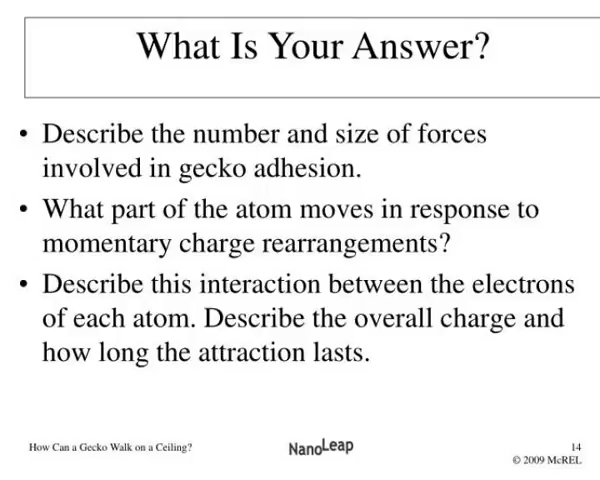 What Is Your Answer?
• Describe the number and size of forces
involved in gecko adhesion.
• What part of the atom moves in response to
momentary charge rearrangements?
• Describe this interaction between the electrons
of each atom. Describe the overall charge and
how long the attraction lasts.
How Can a Gecko Walk on a Ceiling?
NanoLeap
14
© 2009 McREL